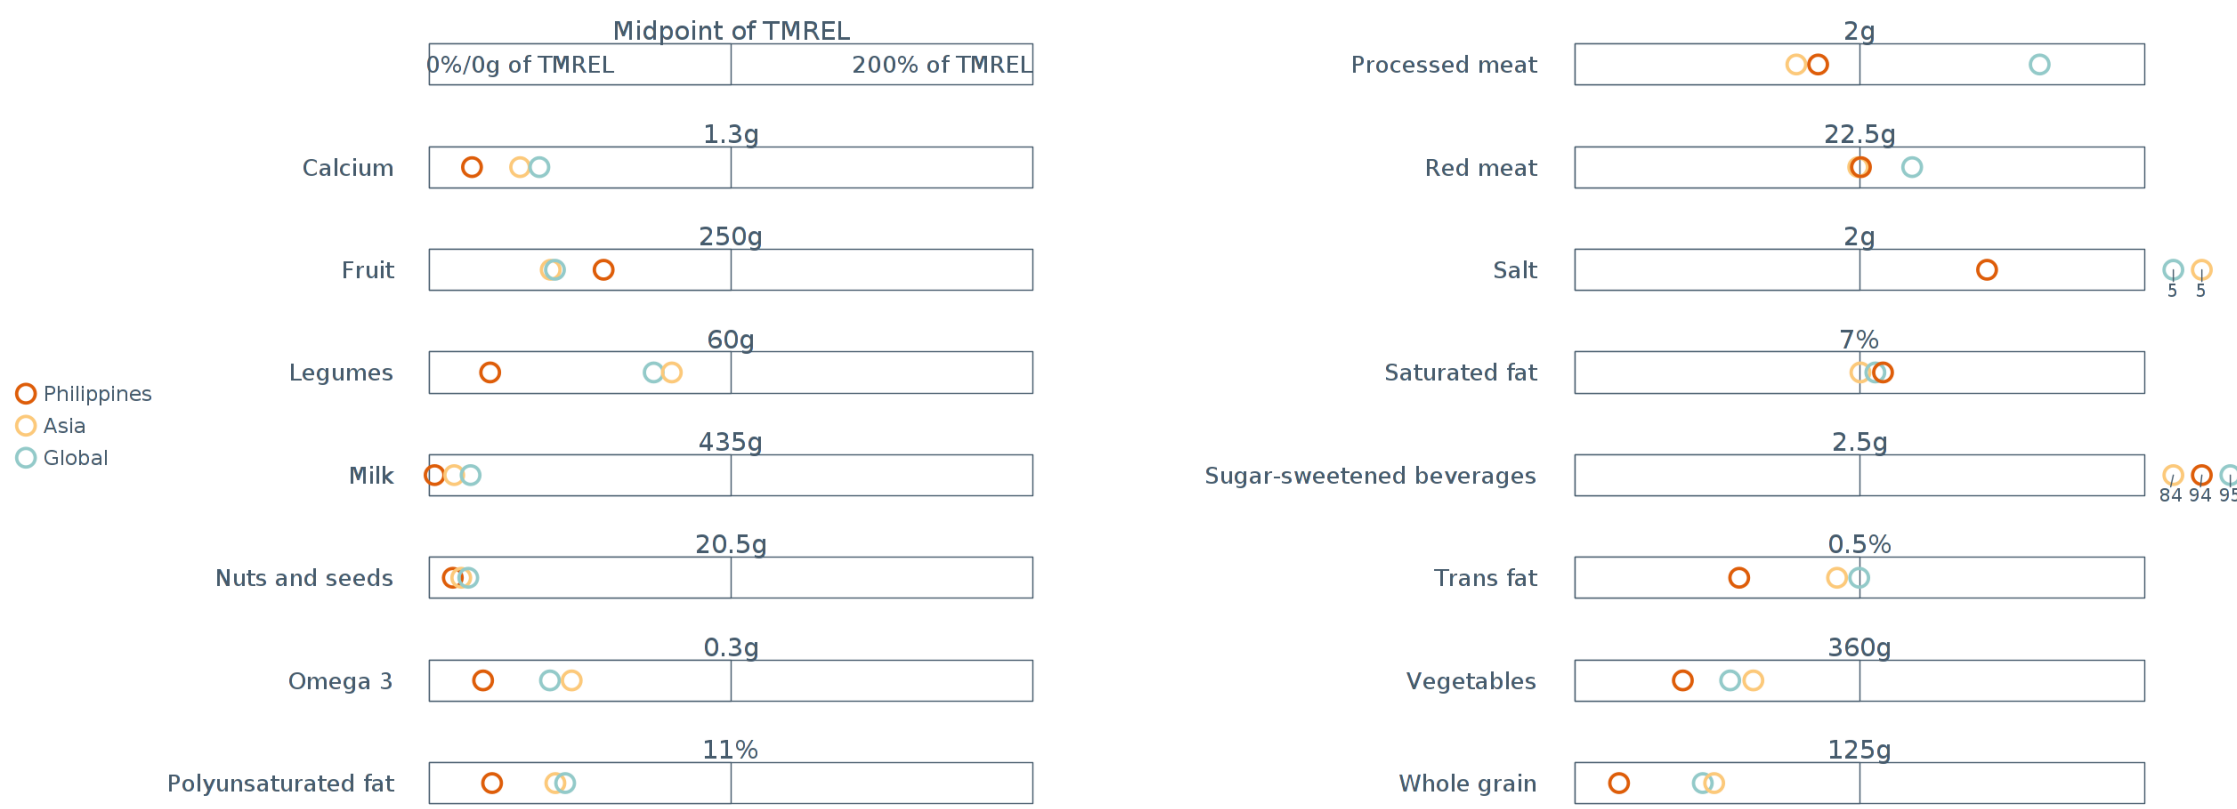 Midpoint of TMREL
0%/0g of TMREL 200% of TMREL
1.3g
Calcium
250g
Fruit
60g
Legumes
435g
Milk
20.5g
Nuts and seeds
0.3g
Omega 3
11%
Polyunsaturated fat
Philippines
Asia
Global
2g
Processed meat
22.5g
Red meat
2g
Salt
5 5
7%
Saturated fat
2.5g
Sugar-sweetened beverages
84 94 95
0.5%
Trans fat
360g
Vegetables
125g
Whole grain